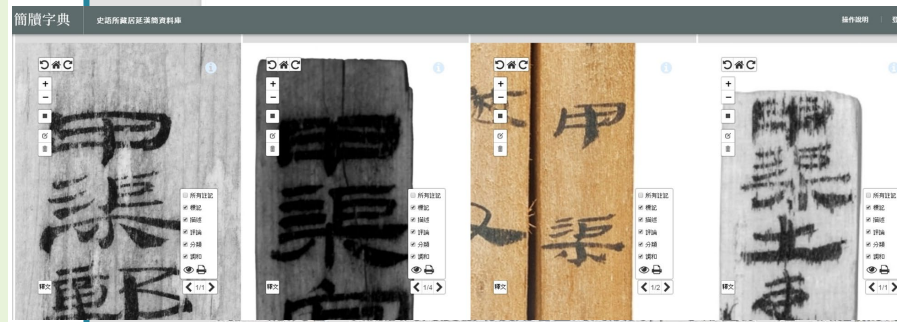 簡牘字典 史語所藏居延漢簡資料庫 操作說明
甲渠
所有註記
標記
描述
評論
分類
調和
釋文
1/1
甲渠
所有註記
標記
描述
評論
分類
調和
釋文
1/4
甲渠
所有註記
標記
描述
評論
分類
調和
釋文
1/2
甲渠土
所有註記
標記
描述
評論
分類
調和
釋文
1/1